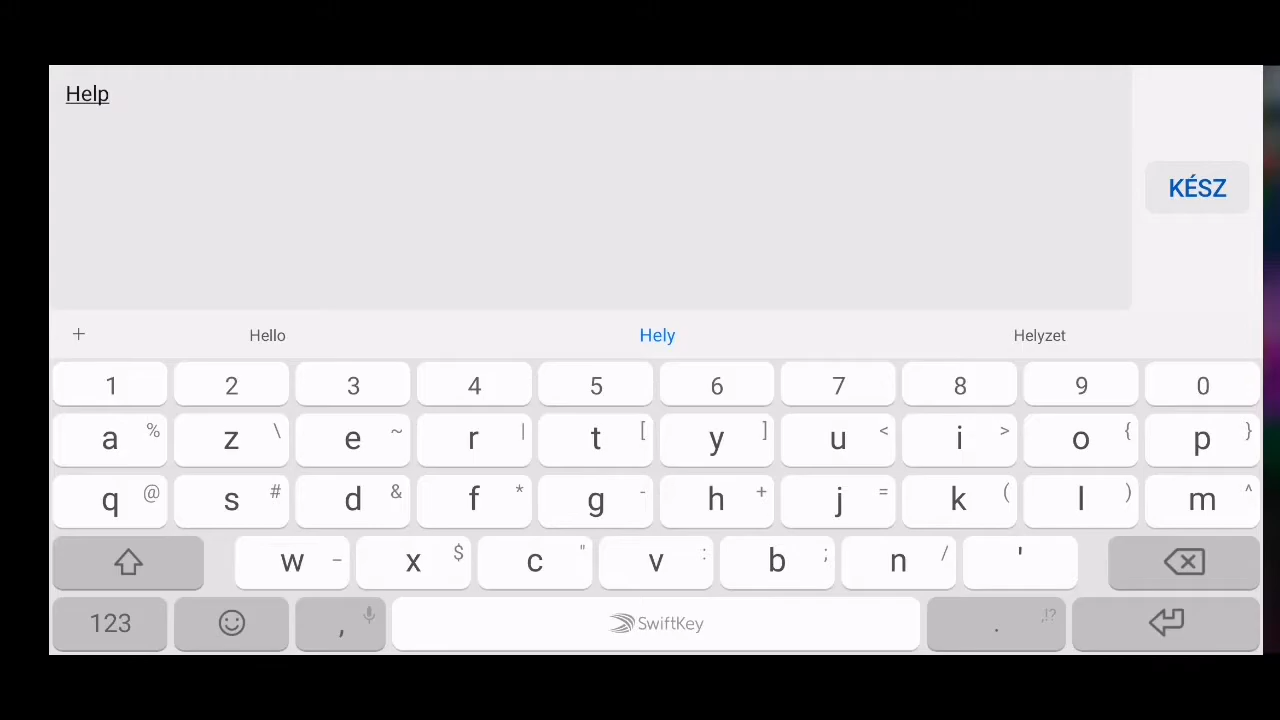 Help
KÉSZ
+ Hello Hely Helyzet
1 2 3 4 5 6 7 8 9 0
a % z \ e ~ r | t [ y ] u < i > o { p }
q @ s # d & f * g - h + j = k ( l ) m ^
w _ x $ c " v : b ; n / '
123 , SwiftKey . ,!?